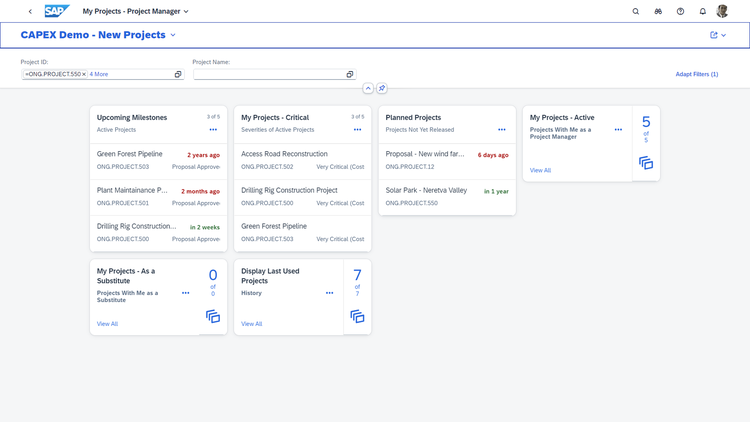 SAP My Projects - Project Manager
CAPEX Demo - New Projects
Project ID: Project Name:
=ONG.PROJECT.550 × 4 More
Adapt Filters (1)
Upcoming Milestones 3 of 5
Active Projects
Green Forest Pipeline 2 years ago
ONG.PROJECT.503 Proposal Approve
Plant Maintainance P... 2 months ago
ONG.PROJECT.501 Proposal Approve
Drilling Rig Construction... in 2 weeks
ONG.PROJECT.500 Proposal Approve
My Projects - Critical 3 of 5
Severities of Active Projects
Access Road Reconstruction
ONG.PROJECT.502 Very Critical (Cost
Drilling Rig Construction Project
ONG.PROJECT.500 Very Critical (Cost
Green Forest Pipeline
ONG.PROJECT.503 Very Critical (Cost
Planned Projects
Projects Not Yet Released
Proposal - New wind far... 6 days ago
ONG.PROJECT.12
Solar Park - Neretva Valley in 1 year
ONG.PROJECT.550
My Projects - Active
Projects With Me as a
Project Manager
View All
5
of
5
My Projects - As a
Substitute
Projects With Me as a
Substitute
View All
0
of
0
Display Last Used
Projects
History
View All
7
of
7